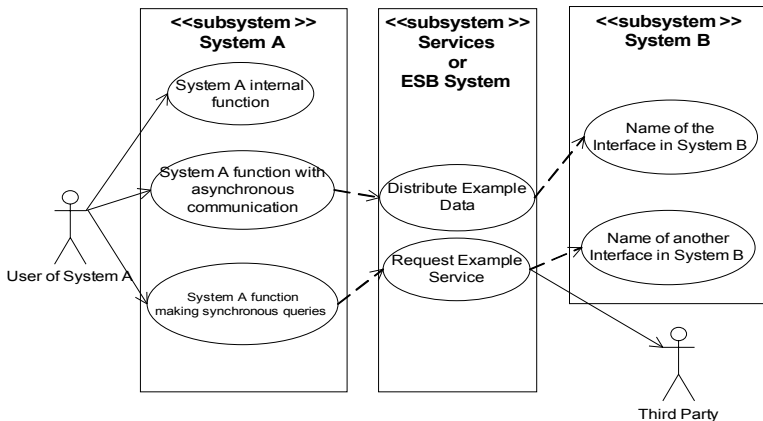 <<subsystem >>
System A
System A internal
function
System A function with
asynchronous
communication
System A function
making synchronous queries
User of System A
<<subsystem >>
Services
or
ESB System
Distribute Example
Data
Request Example
Service
<<subsystem >>
System B
Name of the
Interface in System B
Name of another
Interface in System B
Third Party